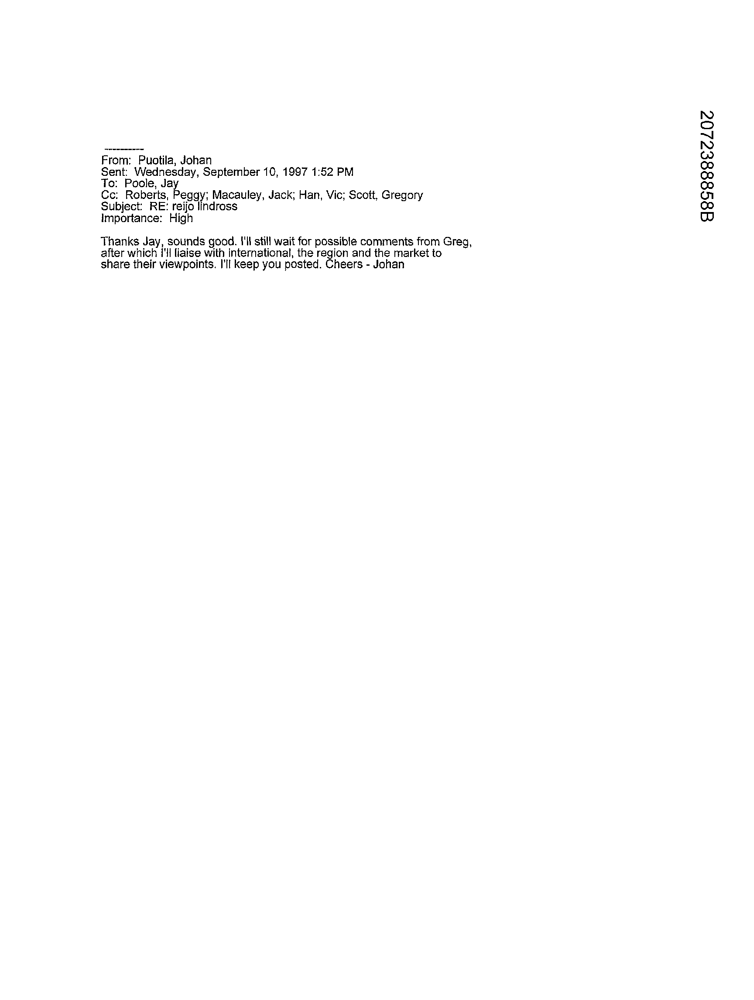 ----------
From: Puotila, Johan
Sent: Wednesday, September 10, 1997 1:52 PM
To: Poole, Jay
Cc: Roberts, Peggy; Macauley, Jack; Han, Vic; Scott, Gregory
Subject: RE: reijo lindross
Importance: High

Thanks Jay, sounds good. I'll still wait for possible comments from Greg,
after which I'll liaise with International, the region and the market to
share their viewpoints. I'll keep you posted. Cheers - Johan
2072388858B